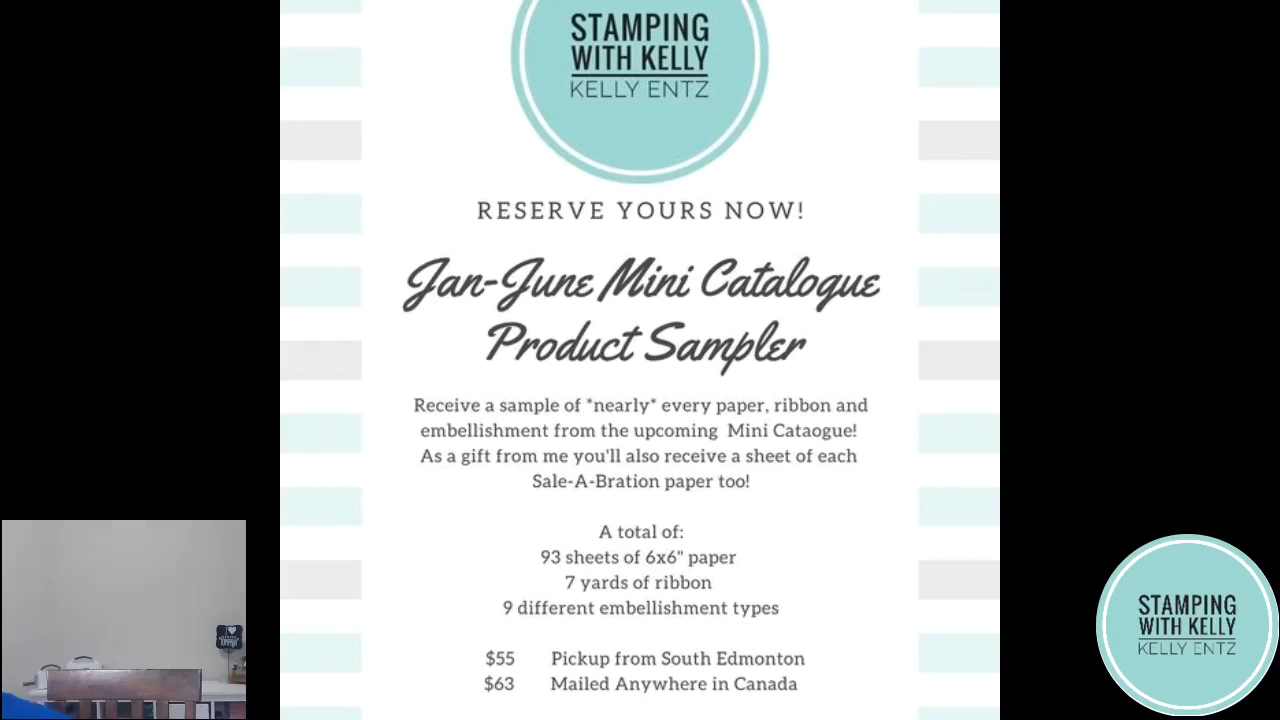 STAMPING
WITH KELLY
KELLY ENTZ
RESERVE YOURS NOW!
Jan-June Mini Catalogue
Product Sampler
Receive a sample of *nearly* every paper, ribbon and
embellishment from the upcoming Mini Cataogue!
As a gift from me you'll also receive a sheet of each
Sale-A-Bration paper too!
A total of:
93 sheets of 6x6" paper
7 yards of ribbon
9 different embellishment types
$55 Pickup from South Edmonton
$63 Mailed Anywhere in Canada
STAMPING
WITH KELLY
KELLY ENTZ